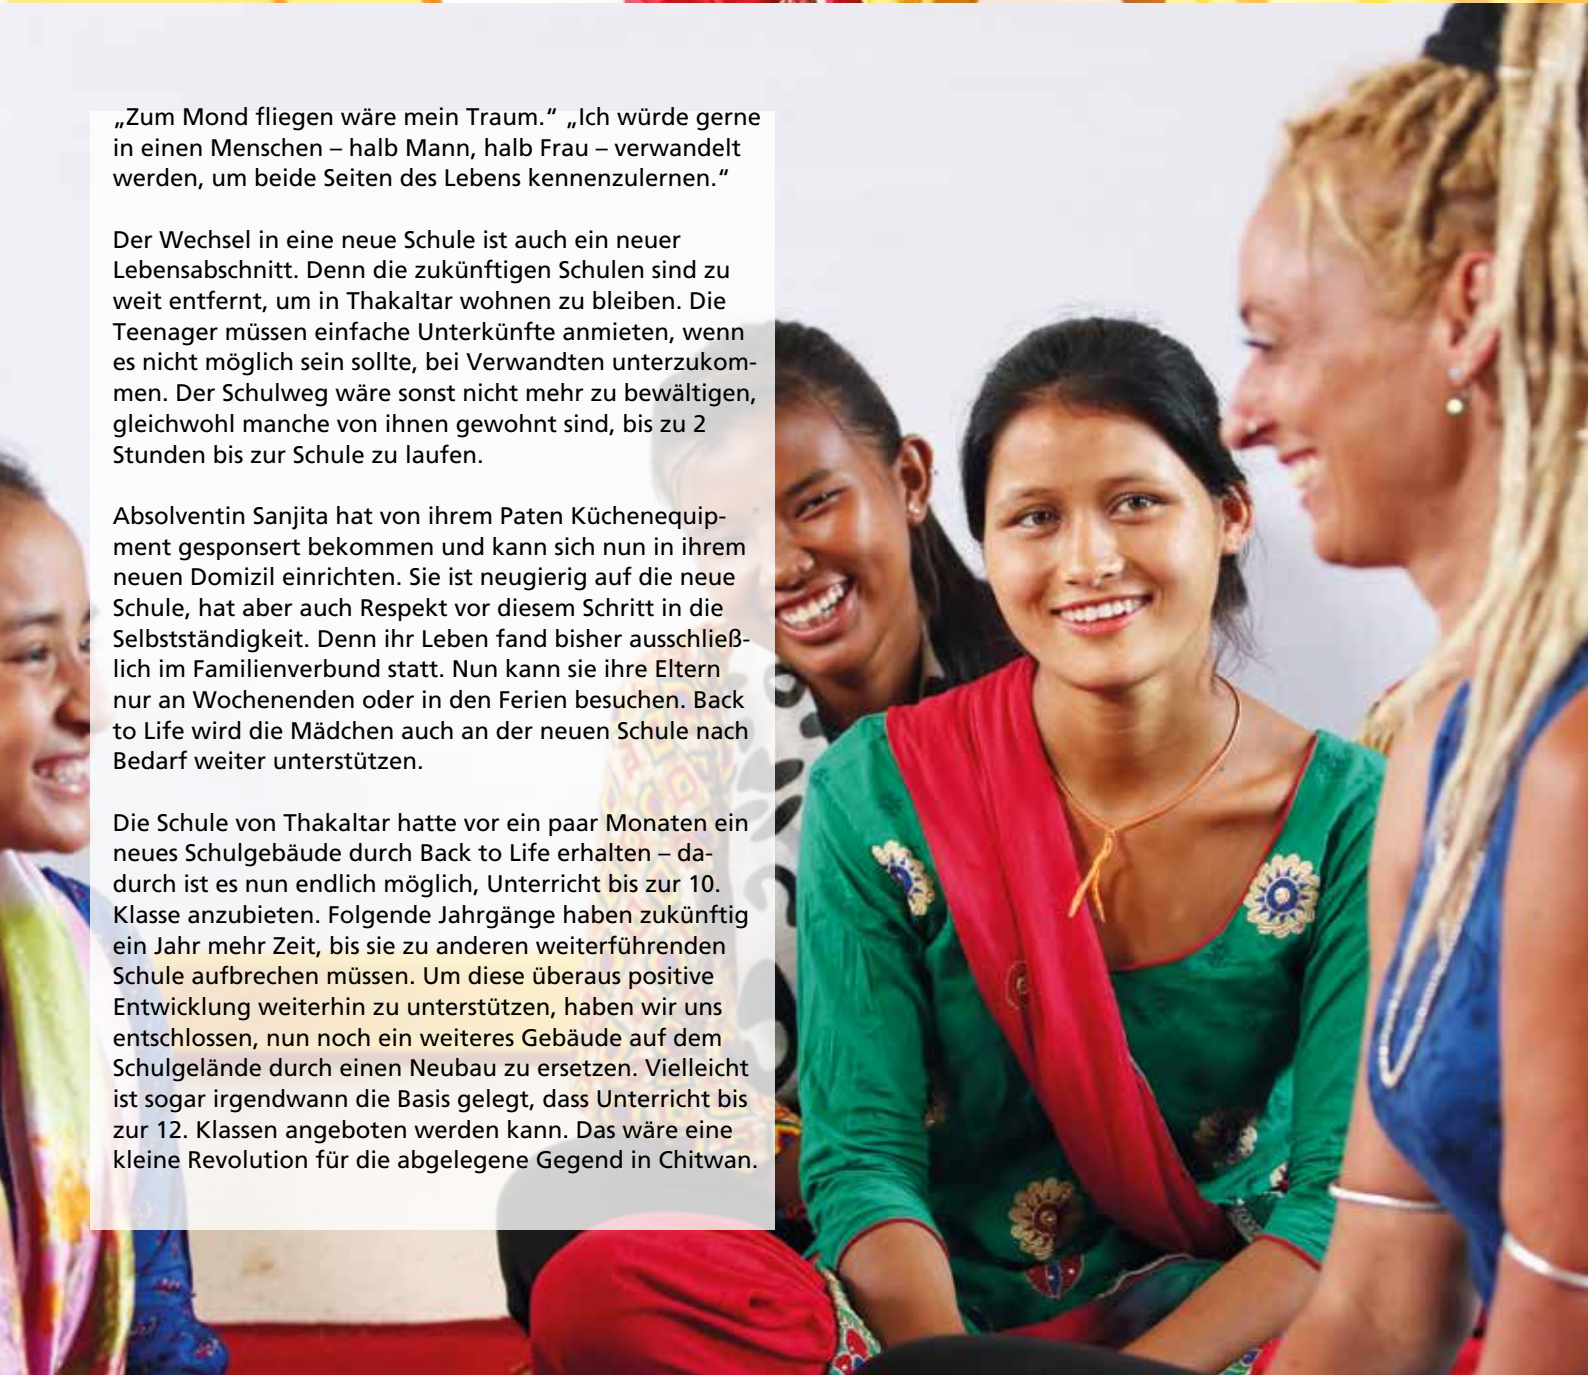 „Zum Mond fliegen wäre mein Traum.“ „Ich würde gerne
in einen Menschen – halb Mann, halb Frau – verwandelt
werden, um beide Seiten des Lebens kennenzulernen.“
Der Wechsel in eine neue Schule ist auch ein neuer
Lebensabschnitt. Denn die zukünftigen Schulen sind zu
weit entfernt, um in Thakaltar wohnen zu bleiben. Die
Teenager müssen einfache Unterkünfte anmieten, wenn
es nicht möglich sein sollte, bei Verwandten unterzukom-
men. Der Schulweg wäre sonst nicht mehr zu bewältigen,
gleichwohl manche von ihnen gewohnt sind, bis zu 2
Stunden bis zur Schule zu laufen.
Absolventin Sanjita hat von ihrem Paten Küchenequip-
ment gesponsert bekommen und kann sich nun in ihrem
neuen Domizil einrichten. Sie ist neugierig auf die neue
Schule, hat aber auch Respekt vor diesem Schritt in die
Selbstständigkeit. Denn ihr Leben fand bisher ausschließ-
lich im Familienverbund statt. Nun kann sie ihre Eltern
nur an Wochenenden oder in den Ferien besuchen. Back
to Life wird die Mädchen auch an der neuen Schule nach
Bedarf weiter unterstützen.
Die Schule von Thakaltar hatte vor ein paar Monaten ein
neues Schulgebäude durch Back to Life erhalten – da-
durch ist es nun endlich möglich, Unterricht bis zur 10.
Klasse anzubieten. Folgende Jahrgänge haben zukünftig
ein Jahr mehr Zeit, bis sie zu anderen weiterführenden
Schule aufbrechen müssen. Um diese überaus positive
Entwicklung weiterhin zu unterstützen, haben wir uns
entschlossen, nun noch ein weiteres Gebäude auf dem
Schulgelände durch einen Neubau zu ersetzen. Vielleicht
ist sogar irgendwann die Basis gelegt, dass Unterricht bis
zur 12. Klassen angeboten werden kann. Das wäre eine
kleine Revolution für die abgelegene Gegend in Chitwan.